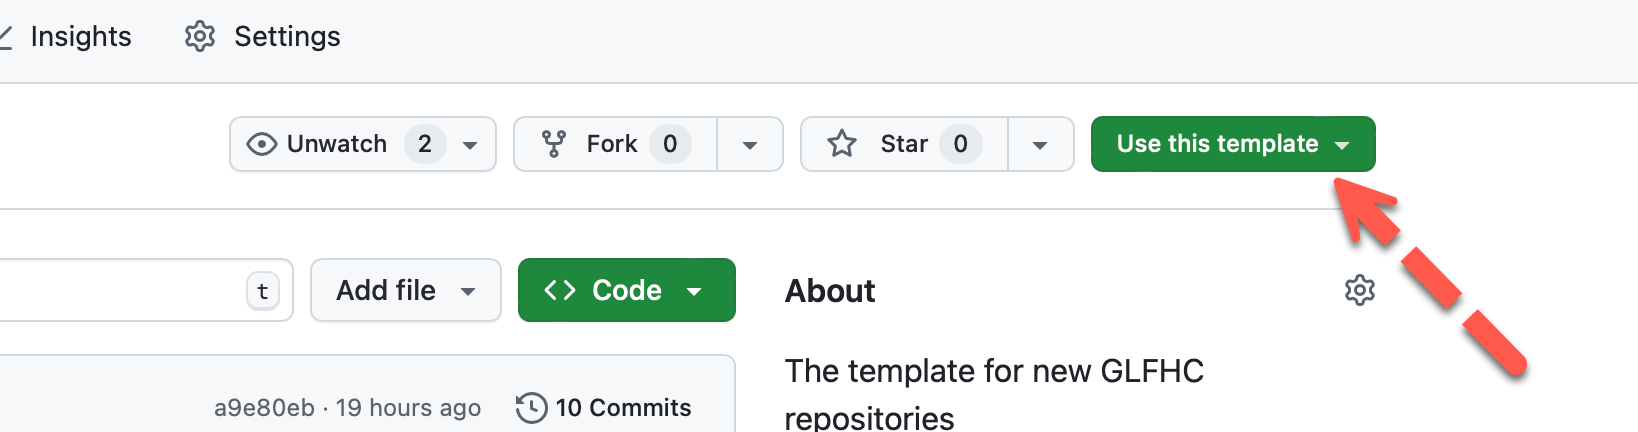 Insights Settings
Unwatch 2 Fork 0 Star 0 Use this template
t Add file <> Code About
The template for new GLFHC
a9e80eb · 19 hours ago 10 Commits repositories